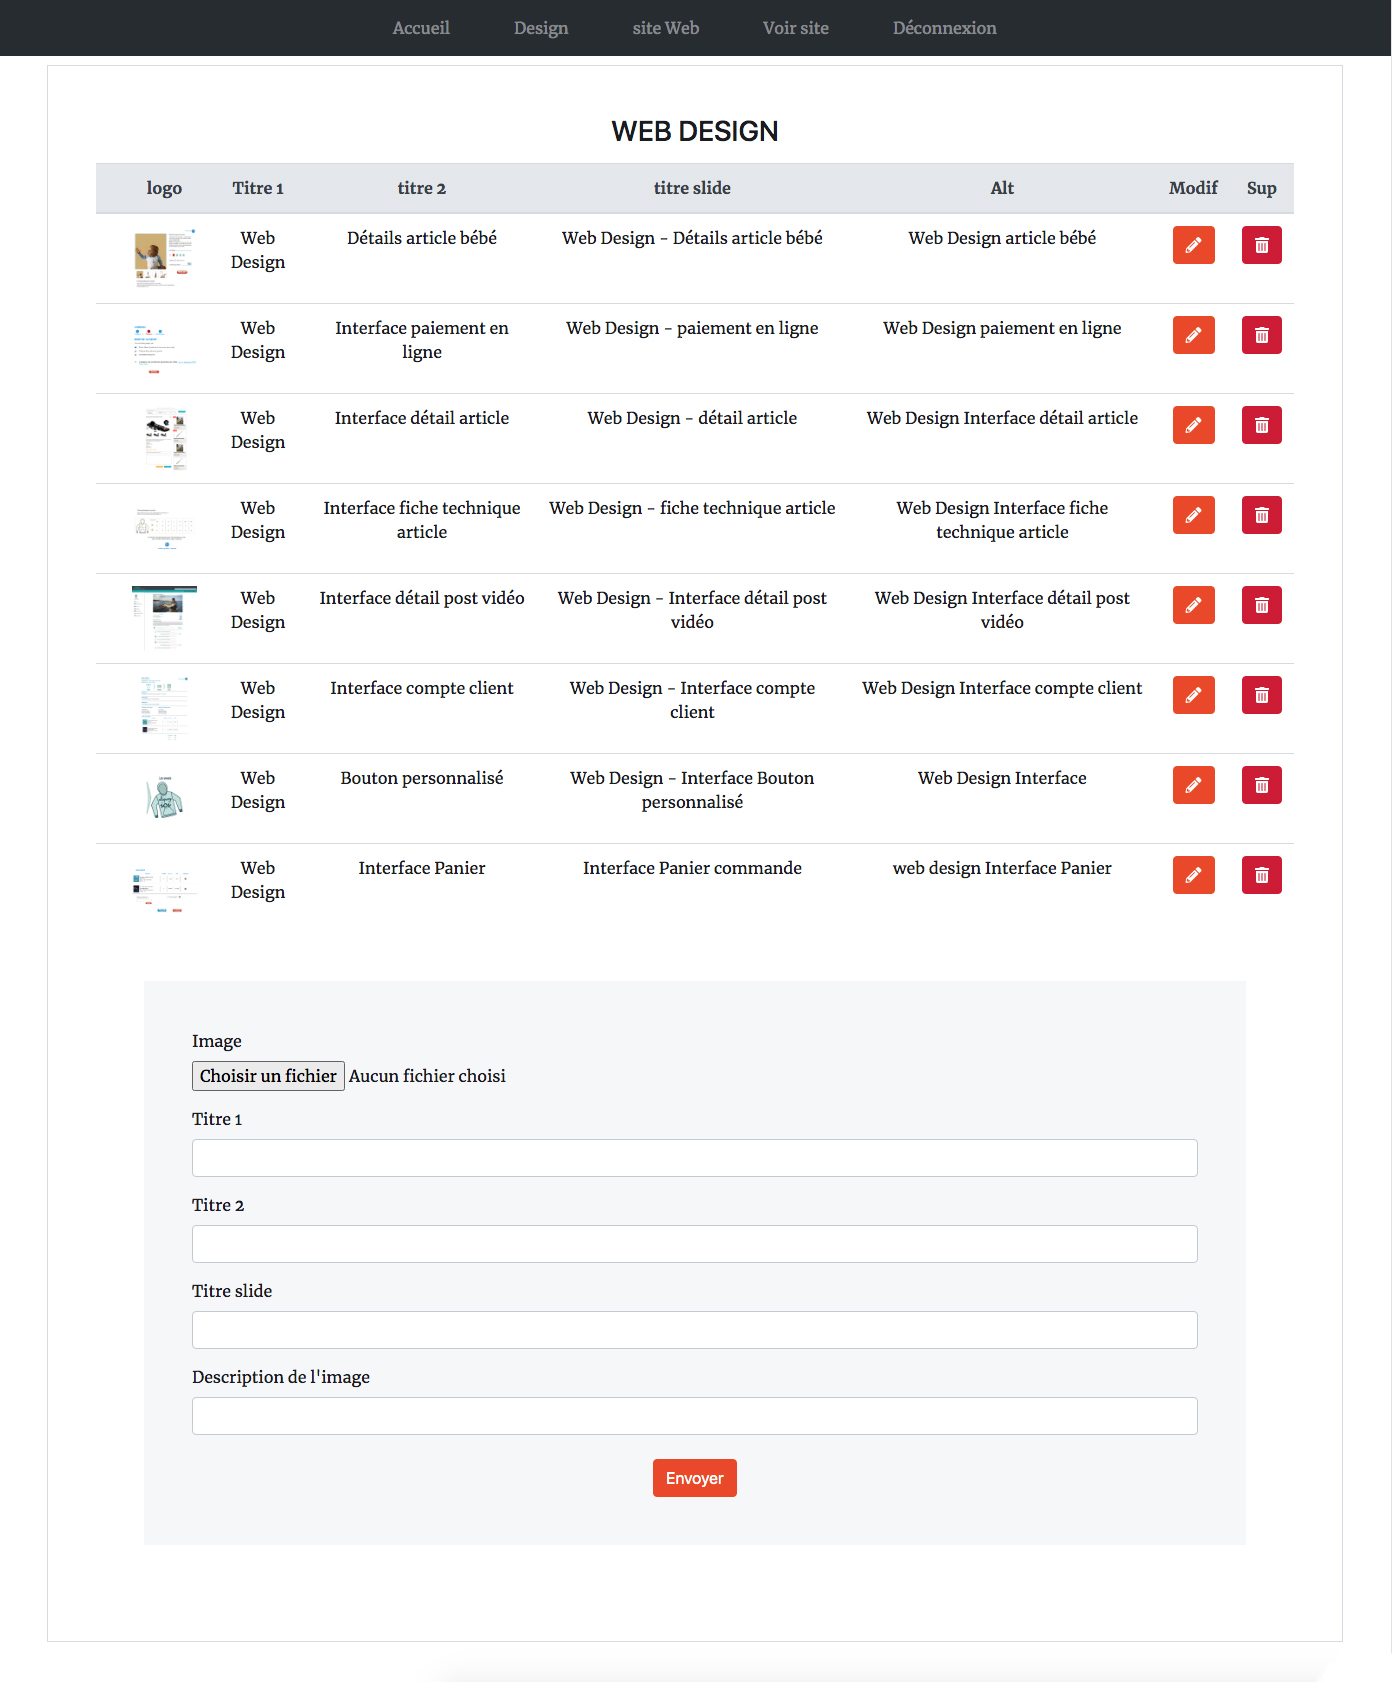 Accueil Design site Web Voir site Déconnexion
WEB DESIGN
logo Titre 1 titre 2 titre slide Alt Modif Sup
Web Détails article bébé Web Design - Détails article bébé Web Design article bébé
Design
Web Interface paiement en Web Design - paiement en ligne Web Design paiement en ligne
Design ligne
Web Interface détail article Web Design - détail article Web Design Interface détail article
Design
Web Interface fiche technique Web Design - fiche technique article Web Design Interface fiche
Design article technique article
Web Interface détail post vidéo Web Design - Interface détail post Web Design Interface détail post
Design vidéo vidéo
Web Interface compte client Web Design - Interface compte Web Design Interface compte client
Design client
Web Bouton personnalisé Web Design - Interface Bouton Web Design Interface
Design personnalisé
Web Interface Panier Interface Panier commande web design Interface Panier
Design
Image
Choisir un fichier Aucun fichier choisi
Titre 1
Titre 2
Titre slide
Description de l'image
Envoyer